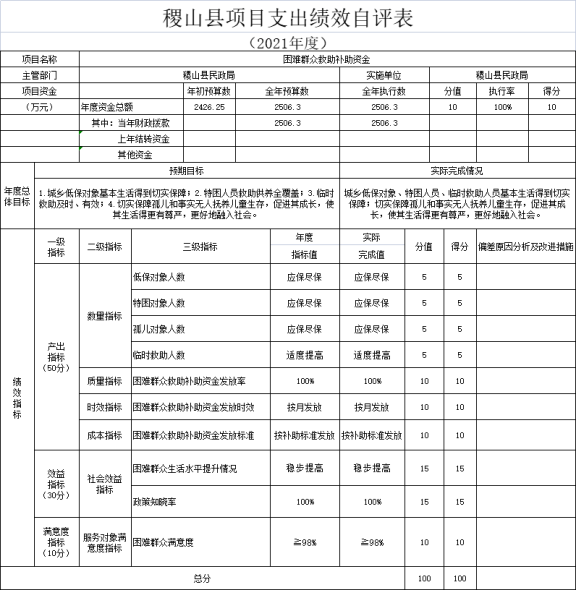 稷山县项目支出绩效自评表
（2021年度）
项目名称 困难群众救助补助资金
主管部门 稷山县民政局 实施单位 稷山县民政局
项目资金 年初预算数 全年预算数 全年执行数 分值 执行率 得分
（万元） 年度资金总额 2426.25 2506.3 2506.3 10 100% 10
其中：当年财政拨款 2506.3 2506.3
上年结转资金
其他资金
年度总体目标 预期目标 实际完成情况
1.城乡低保对象基本生活得到切实保障；2.特困人员救助供养全覆盖；3.临时
救助及时、有效；4.切实保障孤儿和事实无人抚养儿童生存，促进其成长，使
其生活得更有尊严，更好地融入社会。
城乡低保对象、特困人员、临时救助人员基本生活得到切实
保障；切实保障孤儿和事实无人抚养儿童生存，促进其成
长，使其生活得更有尊严，更好地融入社会。
绩效指标
一级指标 二级指标 三级指标 年度指标值 实际完成值 分值 得分 偏差原因分析及改进措施
产出指标（50分） 数量指标 低保对象人数 应保尽保 应保尽保 5 5
特困对象人数 应保尽保 应保尽保 5 5
孤儿对象人数 应保尽保 应保尽保 5 5
临时救助人数 适度提高 适度提高 5 5
质量指标 困难群众救助补助资金发放率 100% 100% 10 10
时效指标 困难群众救助补助资金发放时效 按月发放 按月发放 10 10
成本指标 困难群众救助补助资金发放标准 按补助标准发放 按补助标准发放 10 10
效益指标（30分） 社会效益指标 困难群众生活水平提升情况 稳步提高 稳步提高 15 15
政策知晓率 100% 100% 15 15
满意度指标（10分） 服务对象满意度指标 困难群众满意度 ≧98% ≧98% 10 10
总分 100 100